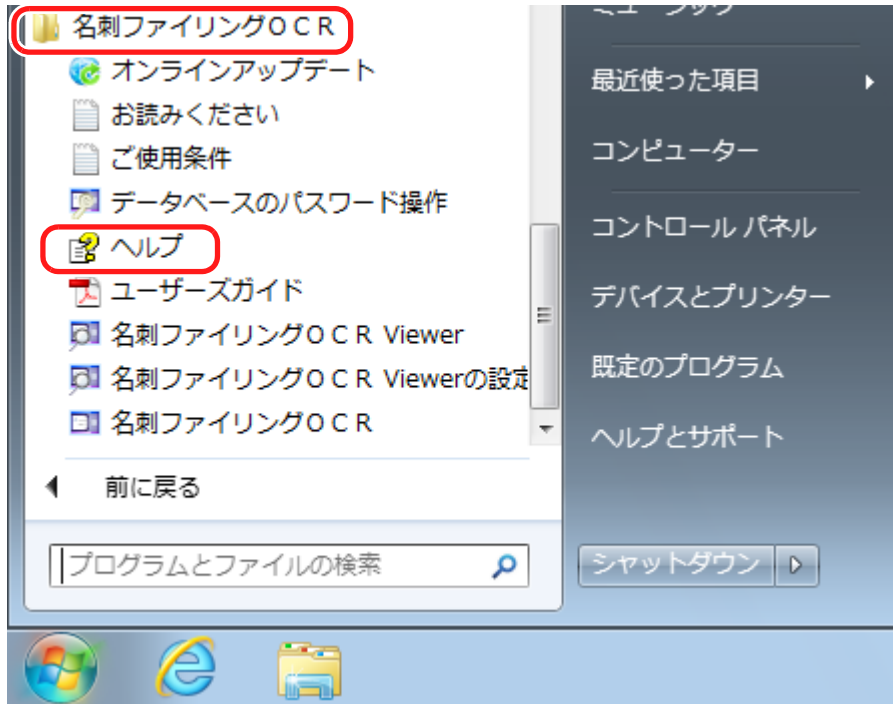 名刺ファイリングOCR
オンラインアップデート
お読みください
ご使用条件
データベースのパスワード操作
ヘルプ
ユーザーズガイド
名刺ファイリングOCR Viewer
名刺ファイリングOCR Viewerの設定
名刺ファイリングOCR
前に戻る
プログラムとファイルの検索
最近使った項目
コンピューター
コントロール パネル
デバイスとプリンター
既定のプログラム
ヘルプとサポート
シャットダウン